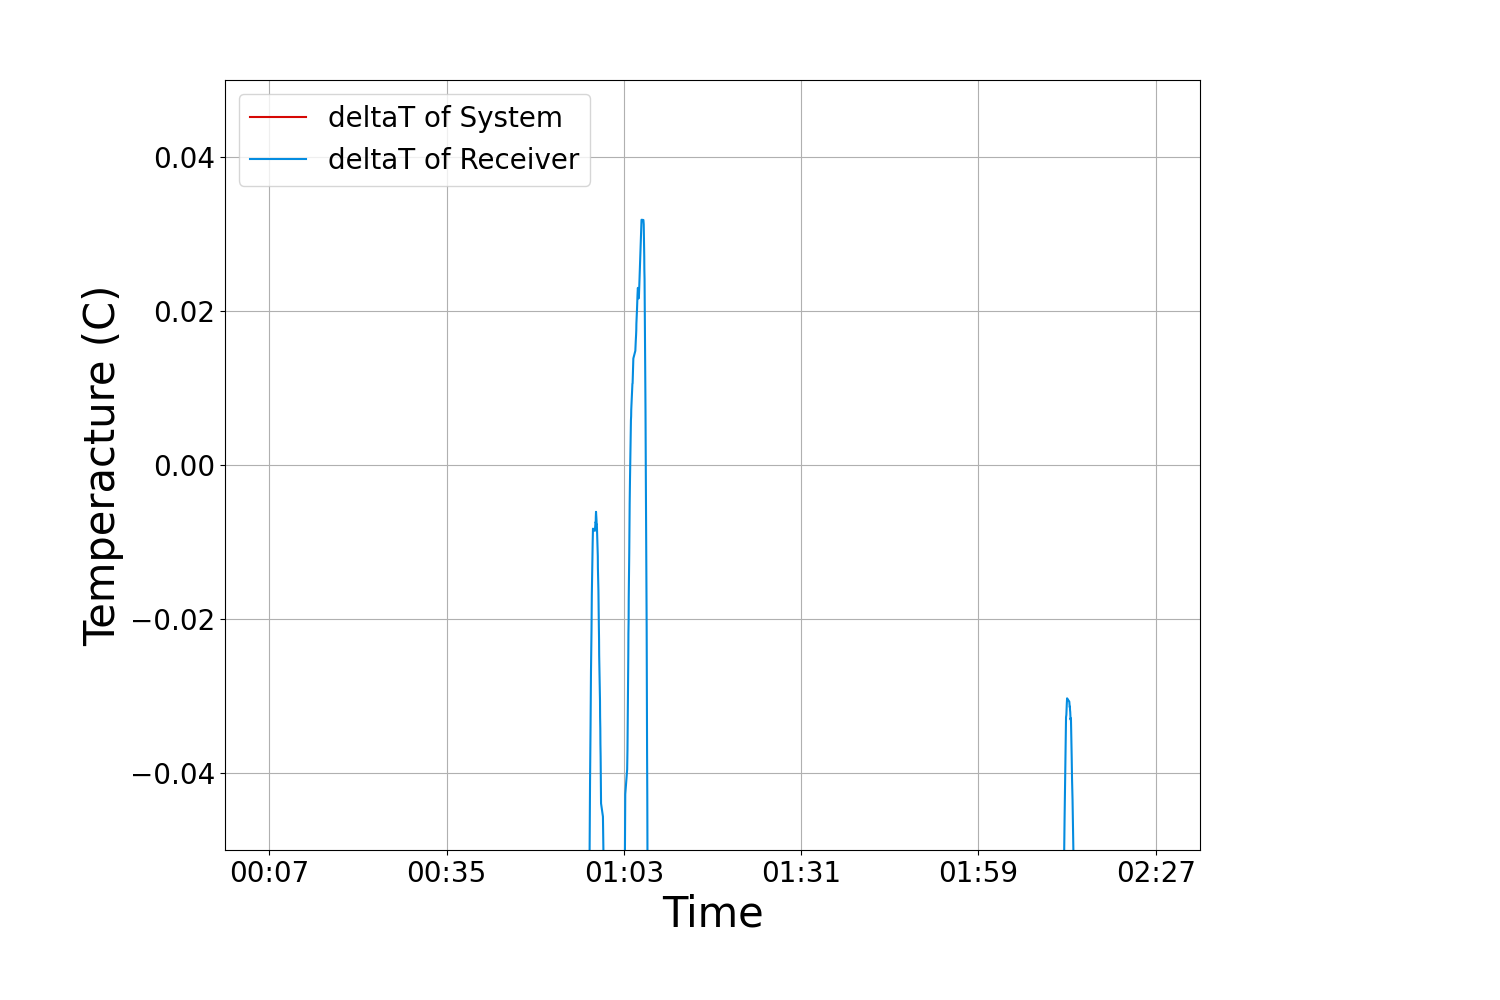 deltaT of System
deltaT of Receiver
Temperacture (C)
0.04
0.02
0.00
−0.02
−0.04
00:07 00:35 01:03 01:31 01:59 02:27
Time